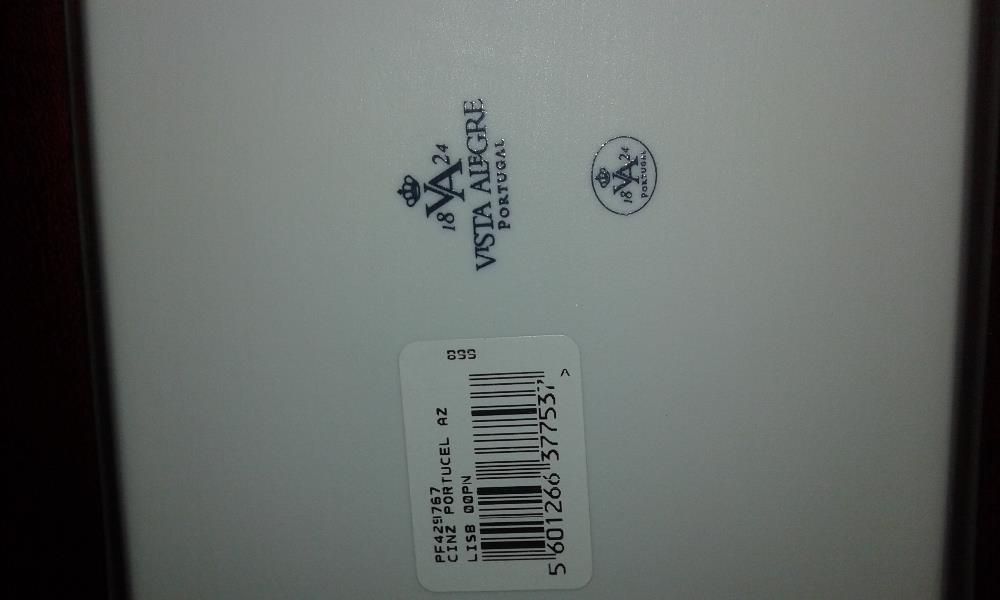 18 VA 24
VISTA ALEGRE
PORTUGAL
18 VA 24
PORTUGAL
PF429767
CINZ PORTUCEL AZ
LISB 00PN
899
5 601266 377537 >